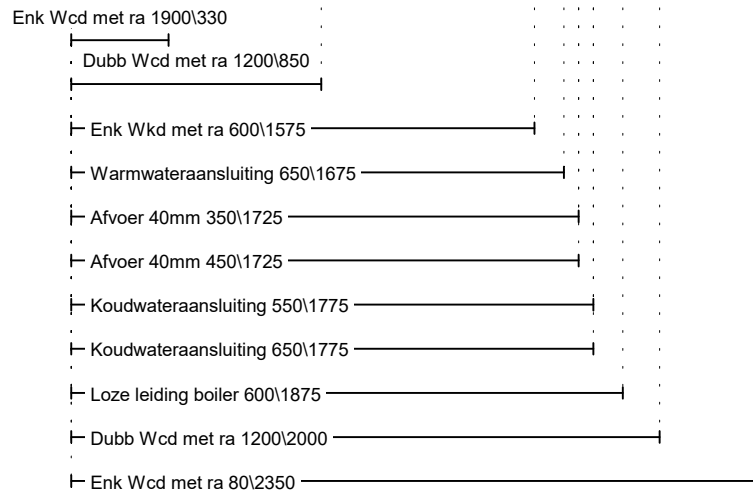 Enk Wcd met ra 1900\330
Dubb Wcd met ra 1200\850
Enk Wkd met ra 600\1575
Warmwateraansluiting 650\1675
Afvoer 40mm 350\1725
Afvoer 40mm 450\1725
Koudwateraansluiting 550\1775
Koudwateraansluiting 650\1775
Loze leiding boiler 600\1875
Dubb Wcd met ra 1200\2000
Enk Wcd met ra 80\2350